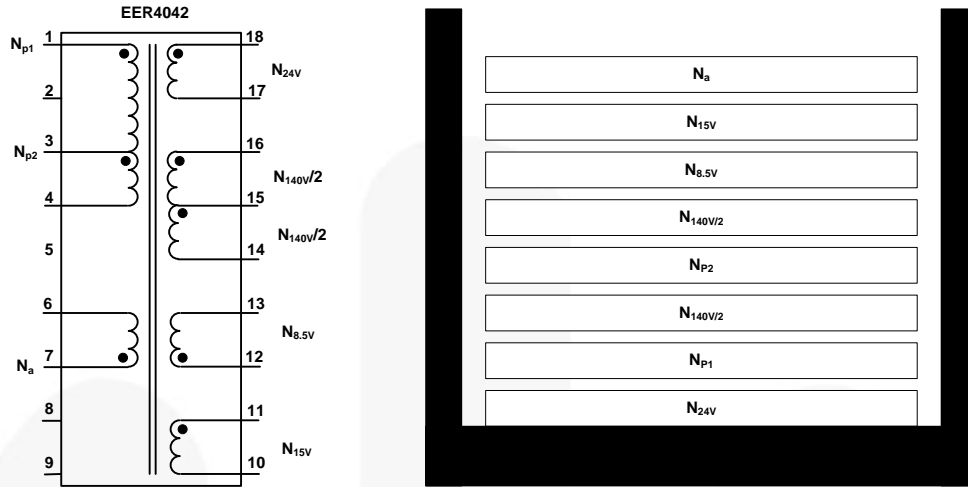 EER4042
Np1
1
18
N24V
2
17
3
16
Np2
N140V/2
4
15
N140V/2
5
14
6
13
N8.5V
7
12
Na
8
11
N15V
9
10
Na
N15V
N8.5V
N140V/2
NP2
N140V/2
NP1
N24V